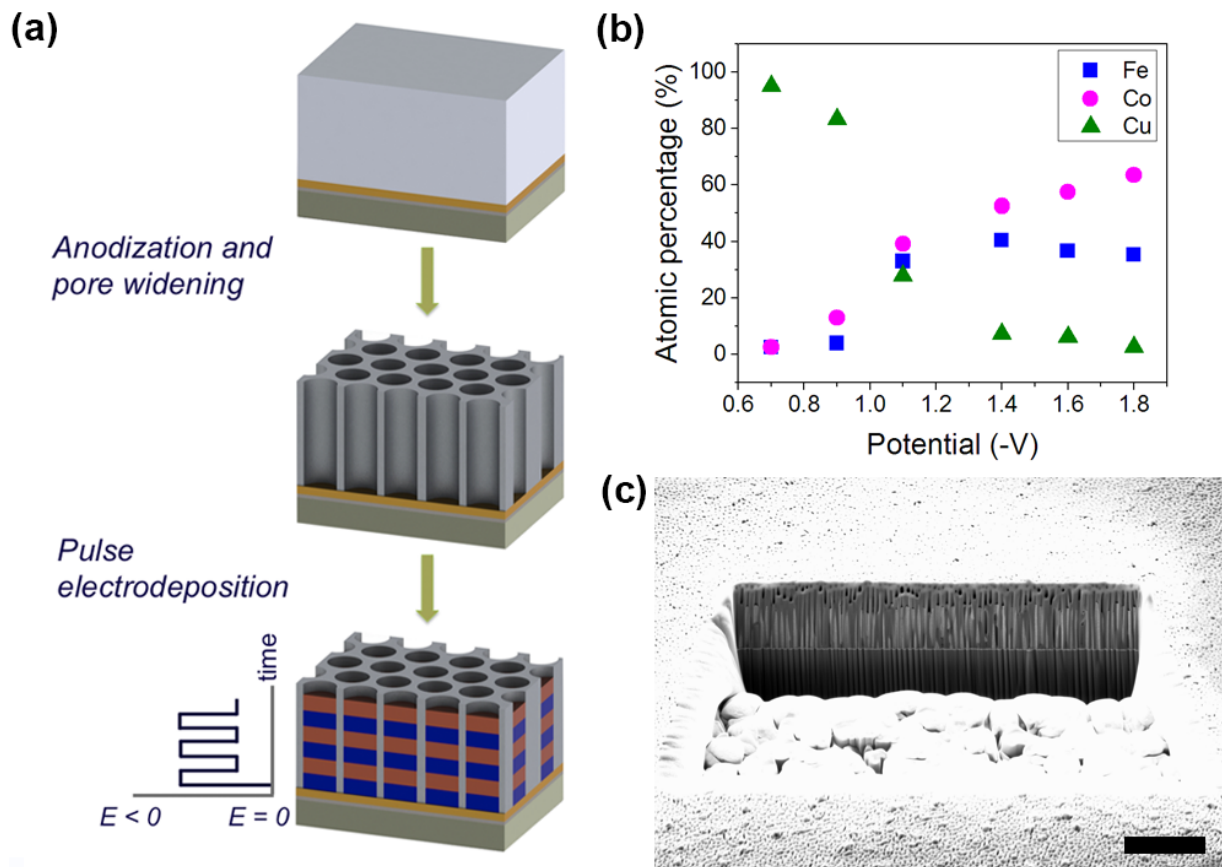 (a)
Anodization and
pore widening
Pulse
electrodeposition
time
E < 0
E = 0
(b)
Atomic percentage (%)
100
80
60
40
20
0
Fe
Co
Cu
0.6 0.8 1.0 1.2 1.4 1.6 1.8
Potential (-V)
(c)